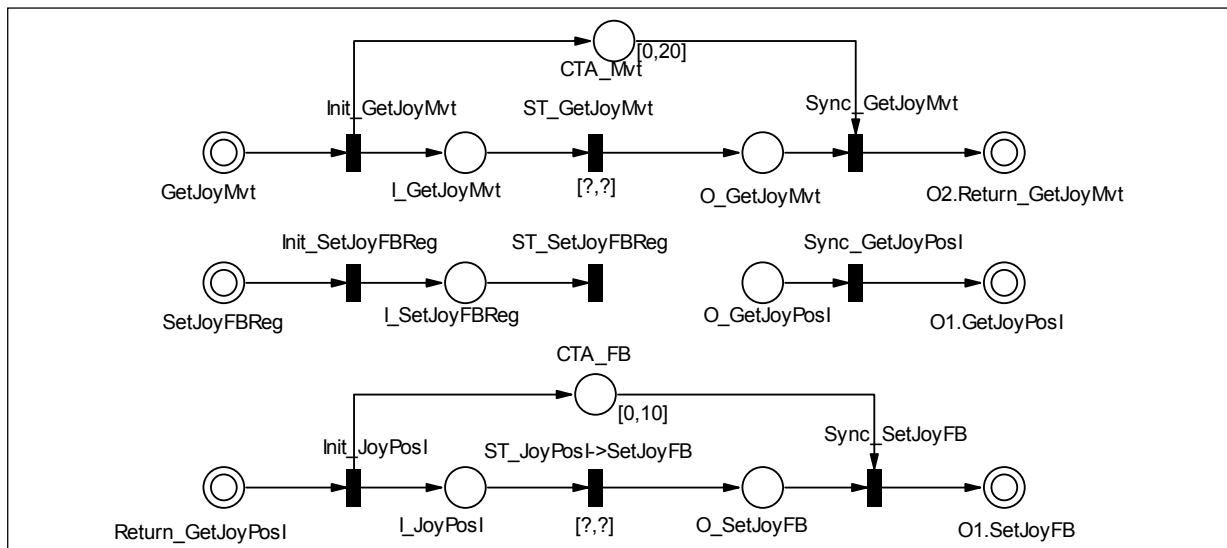 [0,20]
CTA_Mvt
Init_GetJoyMvt ST_GetJoyMvt Sync_GetJoyMvt
GetJoyMvt I_GetJoyMvt [?,?] O_GetJoyMvt O2.Return_GetJoyMvt
Init_SetJoyFBReg ST_SetJoyFBReg Sync_GetJoyPosI
SetJoyFBReg I_SetJoyFBReg O_GetJoyPosI O1.GetJoyPosI
CTA_FB
[0,10]
Init_JoyPosI ST_JoyPosI->SetJoyFB Sync_SetJoyFB
Return_GetJoyPosI I_JoyPosI [?,?] O_SetJoyFB O1.SetJoyFB